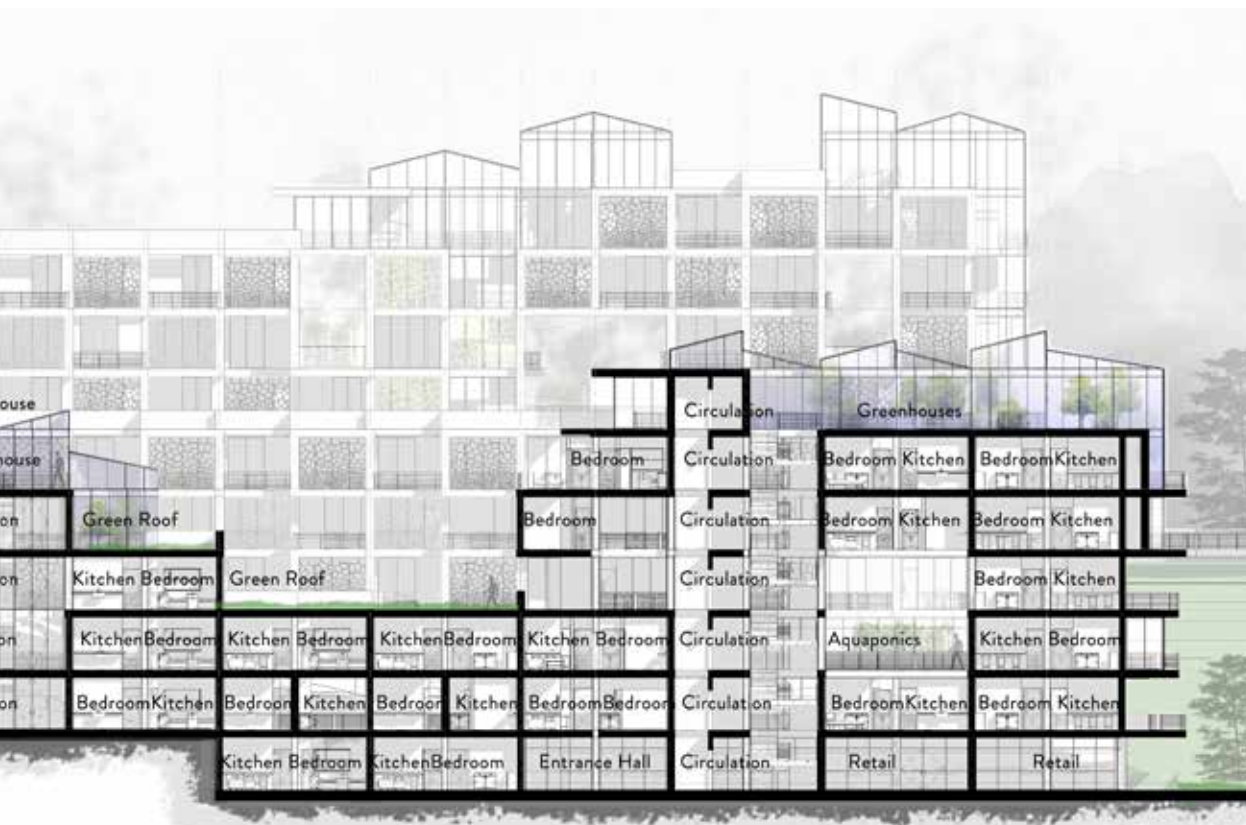 ouse
Circulation Greenhouses
house Bedroom Circulation Bedroom Kitchen Bedroom Kitchen
on Green Roof Bedroom Circulation Bedroom Kitchen Bedroom Kitchen
on Kitchen Bedroom Green Roof Circulation Bedroom Kitchen
on Kitchen Bedroom Kitchen Bedroom Kitchen Bedroom Kitchen Bedroom Circulation Aquaponics Kitchen Bedroom
on Bedroom Kitchen Bedroom Kitchen Bedroom Kitchen Bedroom Bedroom Circulation Bedroom Kitchen Bedroom Kitchen
Kitchen Bedroom Kitchen Bedroom Entrance Hall Circulation Retail Retail